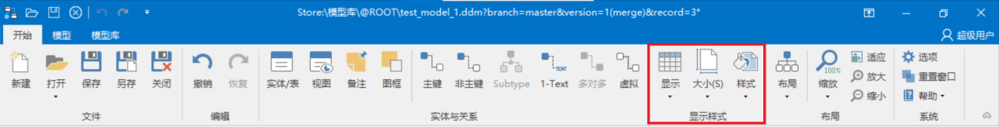 Store:\模型库\@ROOT\test_model_1.ddm?branch=master&version=1(merge)&record=3*
开始 模型 模型库 超级用户
新建 打开 保存 另存 关闭 撤销 恢复 实体/表 视图 备注 图框 主键 非主键 Subtype 1-Text 多对多 虚拟 显示 大小(S) 样式 布局 缩放
TEXT
100%
适应
放大
缩小
选项
重置窗口
帮助
文件 编辑 实体与关系 显示样式 布局 系统